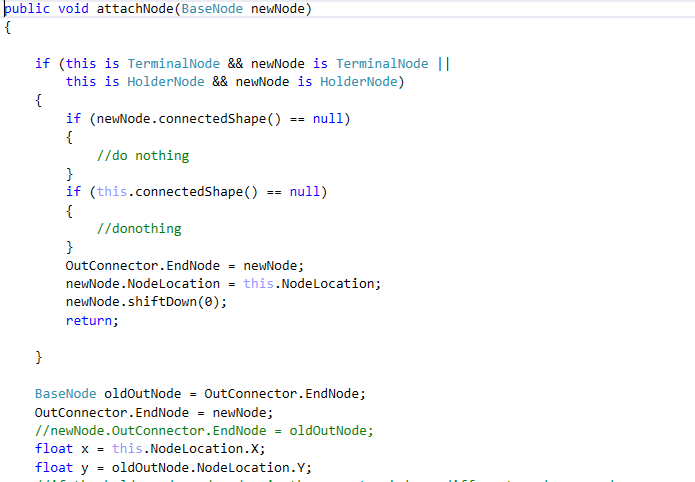 public void attachNode(BaseNode newNode)
{
if (this is TerminalNode && newNode is TerminalNode ||
this is HolderNode && newNode is HolderNode)
{
if (newNode.connectedShape() == null)
{
//do nothing
}
if (this.connectedShape() == null)
{
//donothing
}
OutConnector.EndNode = newNode;
newNode.NodeLocation = this.NodeLocation;
newNode.shiftDown(0);
return;
}
BaseNode oldOutNode = OutConnector.EndNode;
OutConnector.EndNode = newNode;
//newNode.OutConnector.EndNode = oldOutNode;
float x = this.NodeLocation.X;
float y = oldOutNode.NodeLocation.Y;